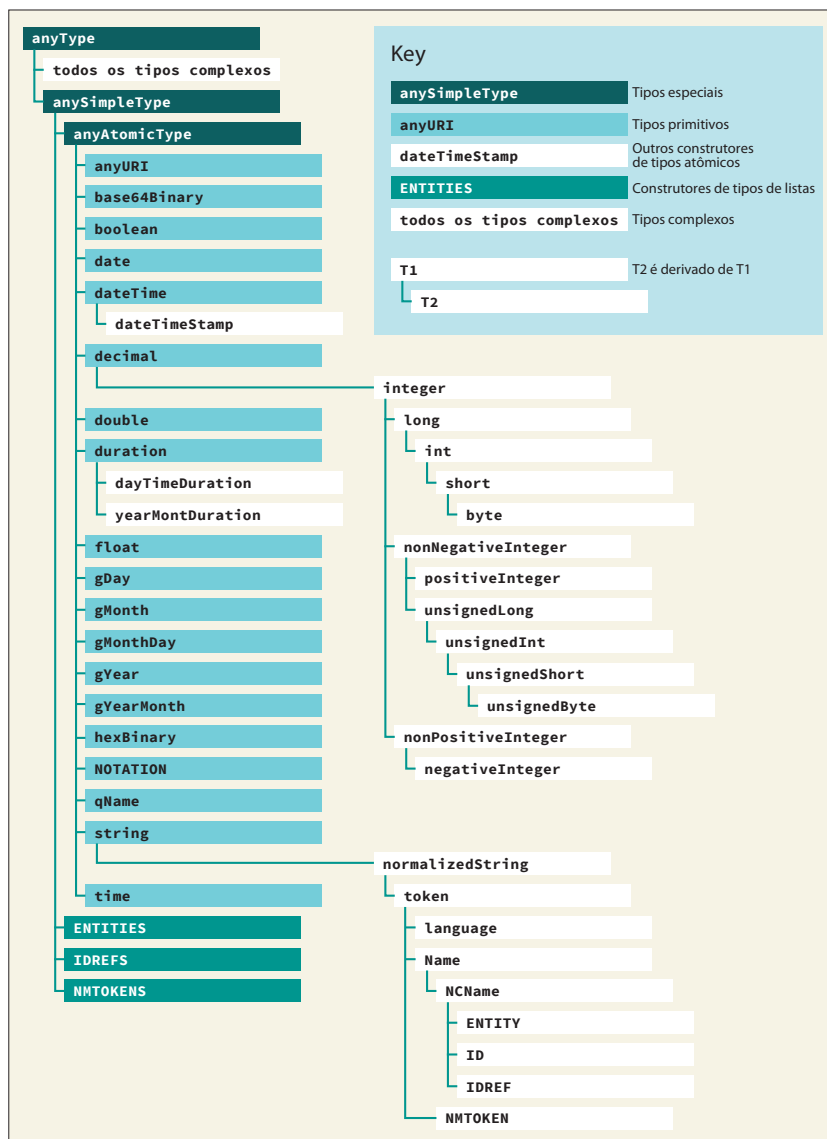 anyType
todos os tipos complexos
anySimpleType
anyAtomicType
anyURI
base64Binary
boolean
date
dateTime
dateTimeStamp
decimal
double
duration
dayTimeDuration
yearMontDuration
float
gDay
gMonth
gMonthDay
gYear
gYearMonth
hexBinary
NOTATION
qName
string
time
ENTITIES
IDREFS
NMTOKENS
Key
anySimpleType Tipos especiais
anyURI Tipos primitivos
dateTimeStamp Outros construtores
de tipos atômicos
ENTITIES Construtores de tipos de listas
todos os tipos complexos Tipos complexos
T1 T2 é derivado de T1
T2
integer
long
int
short
byte
nonNegativeInteger
positiveInteger
unsignedLong
unsignedInt
unsignedShort
unsignedByte
nonPositiveInteger
negativeInteger
normalizedString
token
language
Name
NCName
ENTITY
ID
IDREF
NMTOKEN